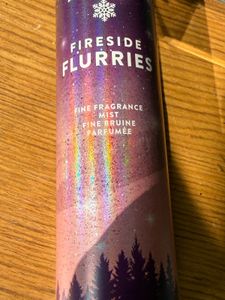 FIRESIDE
FLURRIES
FINE FRAGRANCE
MIST
FINE BRUINE
PARFUMÉE